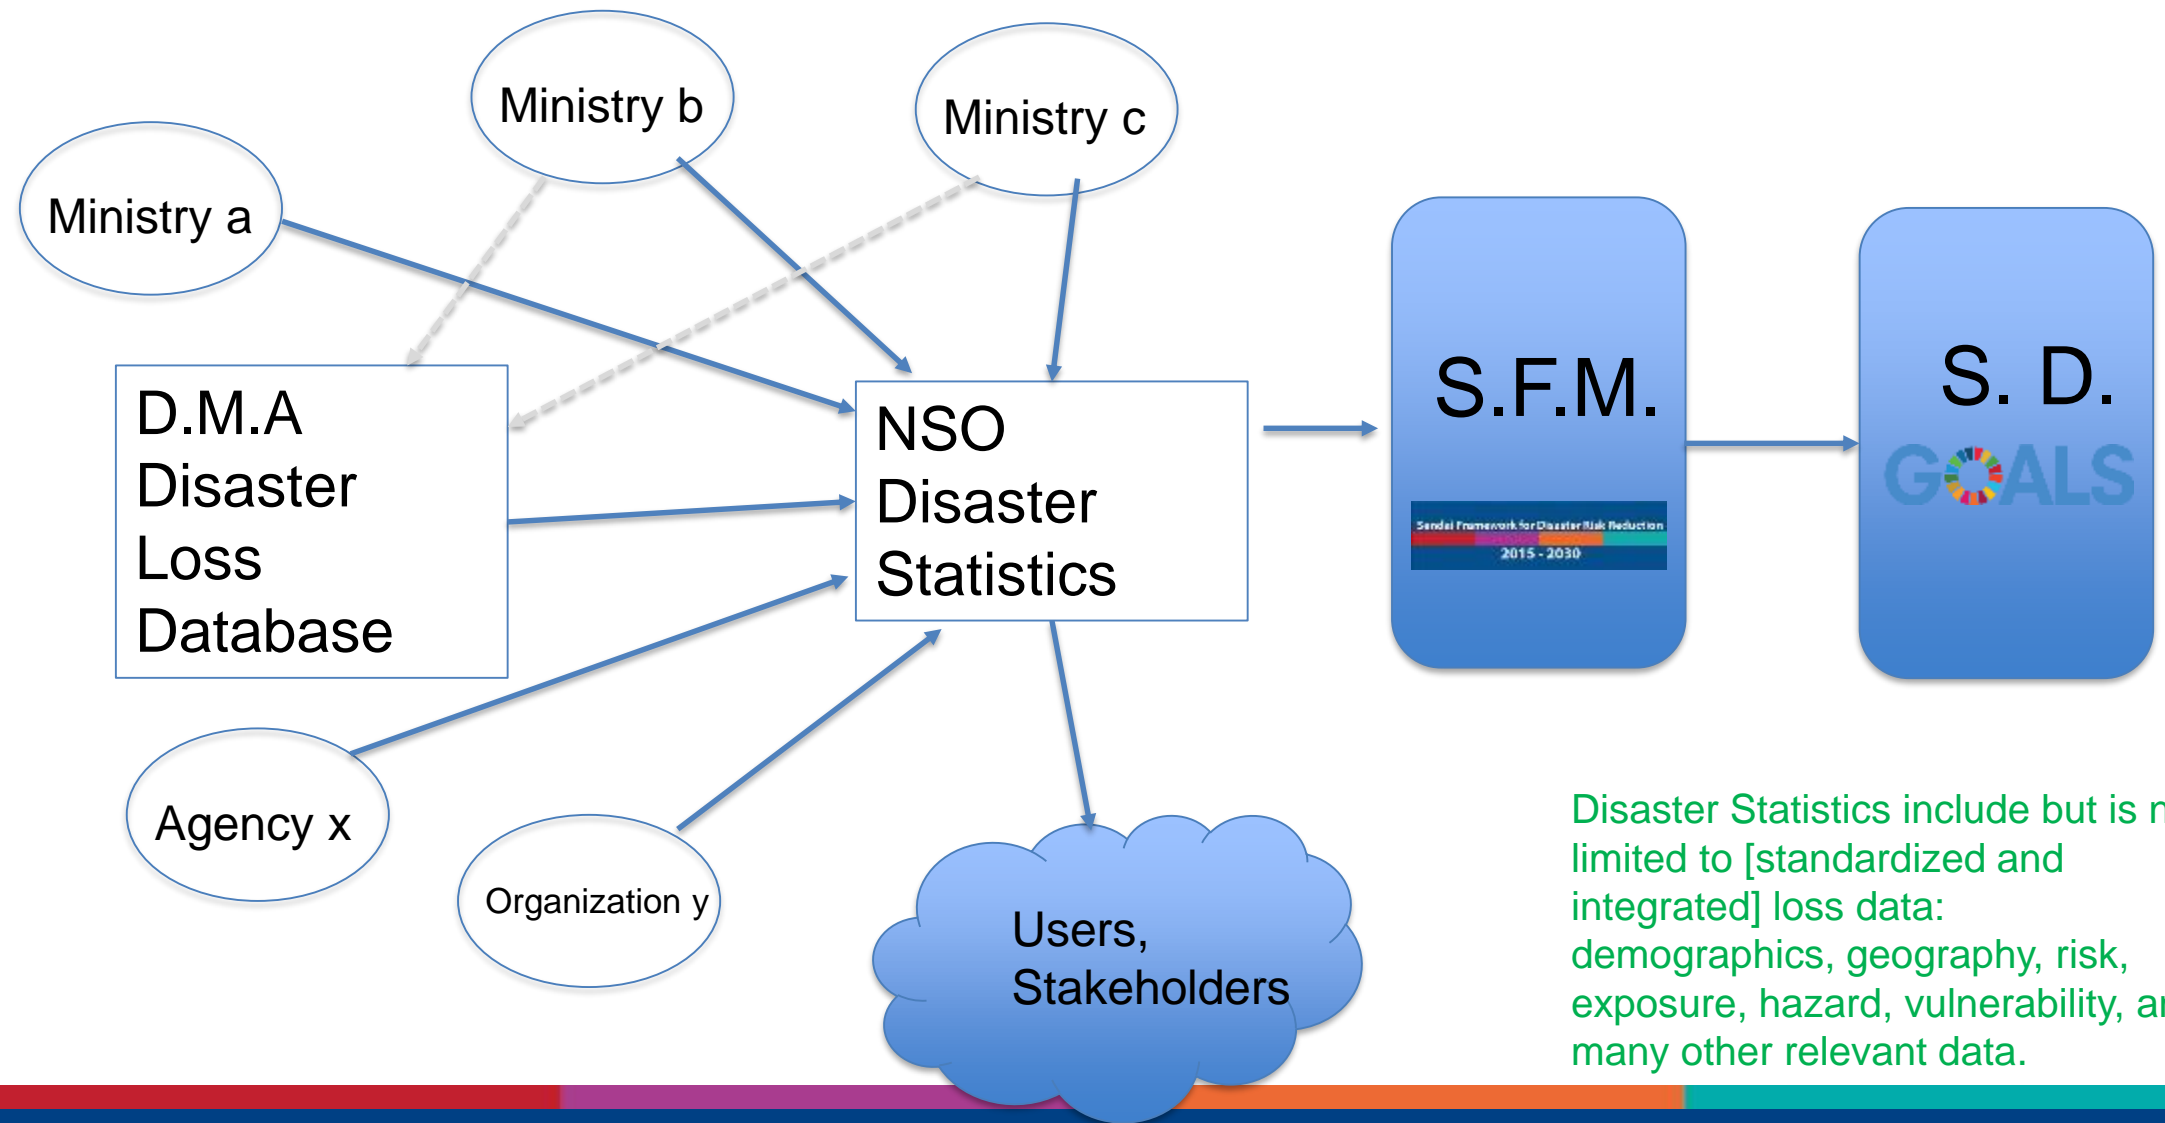 Ministry a
Ministry b
Ministry c
D.M.A
Disaster
Loss
Database
NSO
Disaster
Statistics
S.F.M.
Sendai Framework for Disaster Risk Reduction
2015 - 2030
S. D.
GOALS
Agency x
Organization y
Users,
Stakeholders
Disaster Statistics include but is
limited to [standardized and
integrated] loss data:
demographics, geography, risk,
exposure, hazard, vulnerability,
many other relevant data.